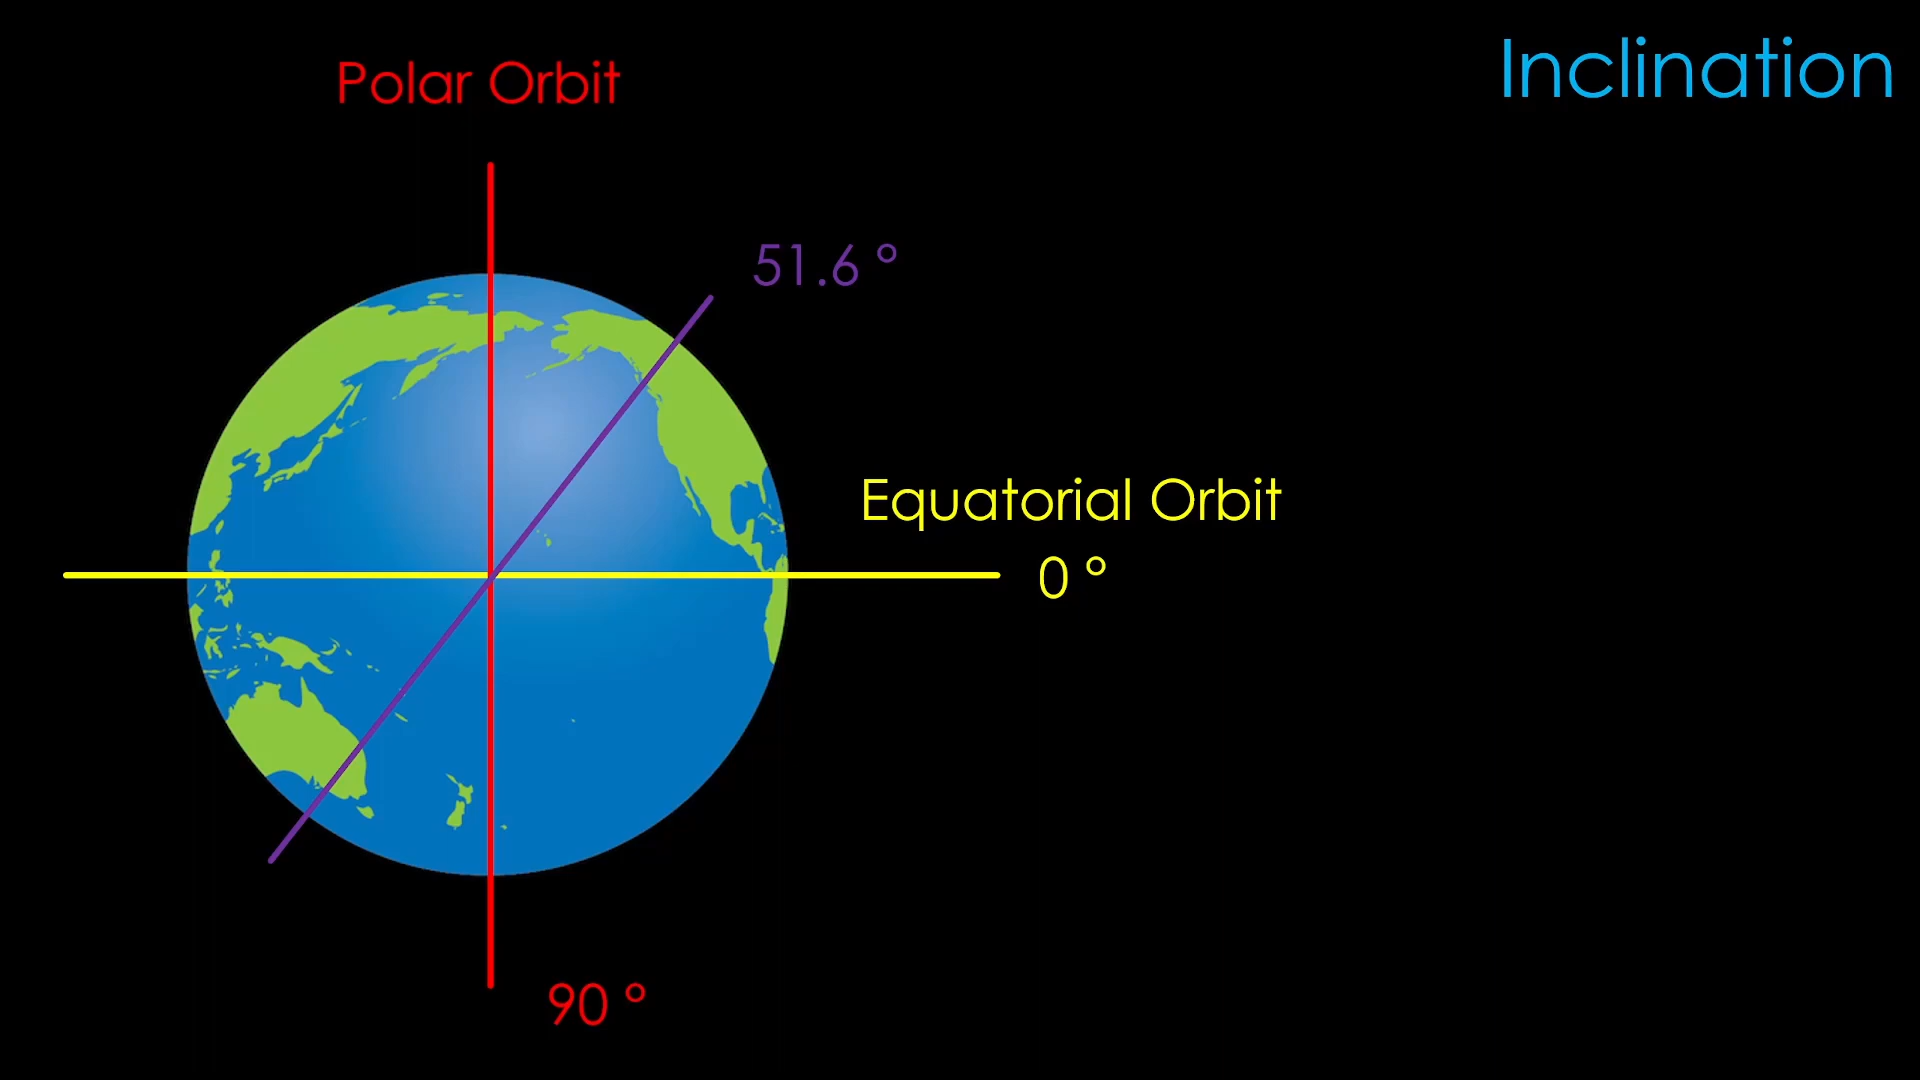 Inclination
Polar Orbit
51.6 °
Equatorial Orbit
0 °
90 °